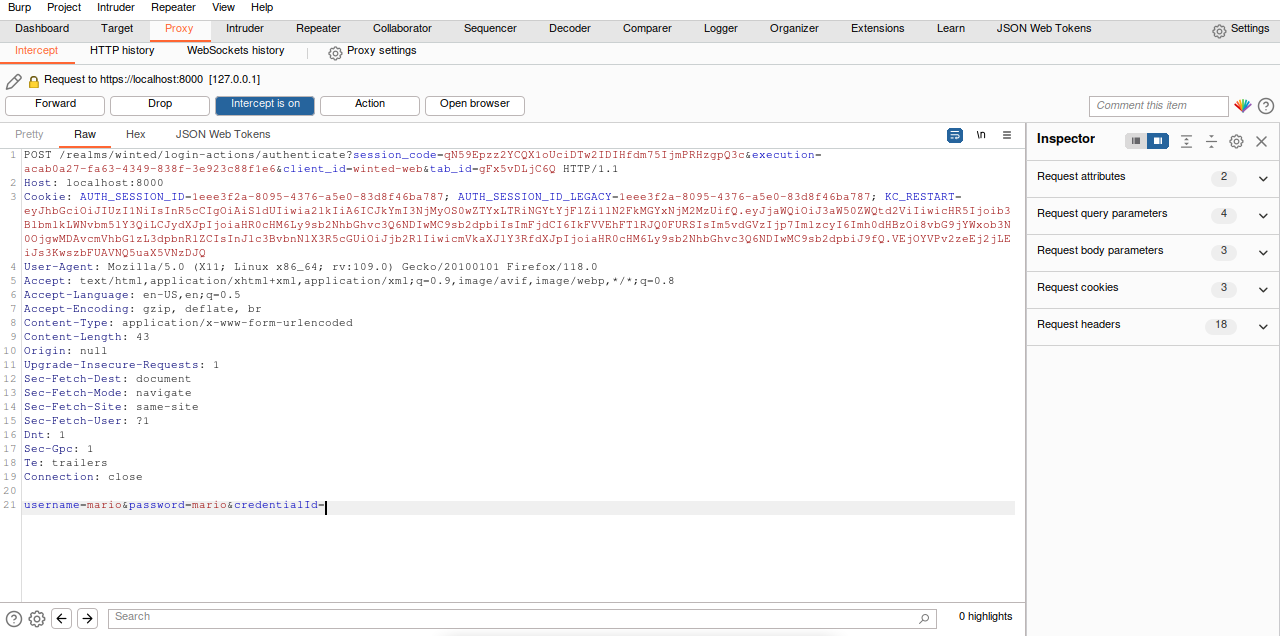 Burp Project Intruder Repeater View Help
Dashboard Target Proxy Intruder Repeater Collaborator Sequencer Decoder Comparer Logger Organizer Extensions Learn JSON Web Tokens Settings
Intercept HTTP history WebSockets history Proxy settings
Request to https://localhost:8000 [127.0.0.1]
Forward Drop Intercept is on Action Open browser Comment this item
Pretty Raw Hex JSON Web Tokens \n
Inspector
1 POST /realms/winted/login-actions/authenticate?session_code=qN59Epzz2YCQX1oUciDTw2IDIHfdm75IjmPRHzgpQ3c&execution=
acab0a27-fa63-4349-838f-3e923c88f1e6&client_id=winted-web&tab_id=gFx5vDLjC6Q HTTP/1.1
2 Host: localhost:8000
3 Cookie: AUTH_SESSION_ID=1eee3f2a-8095-4376-a5e0-83d8f46ba787; AUTH_SESSION_ID_LEGACY=1eee3f2a-8095-4376-a5e0-83d8f46ba787; KC_RESTART=
4 User-Agent: Mozilla/5.0 (X11; Linux x86_64; rv:109.0) Gecko/20100101 Firefox/118.0
5 Accept: text/html,application/xhtml+xml,application/xml;q=0.9,image/avif,image/webp,*/*;q=0.8
6 Accept-Language: en-US,en;q=0.5
7 Accept-Encoding: gzip, deflate, br
8 Content-Type: application/x-www-form-urlencoded
9 Content-Length: 43
10 Origin: null
11 Upgrade-Insecure-Requests: 1
12 Sec-Fetch-Dest: document
13 Sec-Fetch-Mode: navigate
14 Sec-Fetch-Site: same-site
15 Sec-Fetch-User: ?1
16 Dnt: 1
17 Sec-Gpc: 1
18 Te: trailers
19 Connection: close
20
21 username=mario&password=mario&credentialId=
Request attributes 2
Request query parameters 4
Request body parameters 3
Request cookies 3
Request headers 18
Search 0 highlights